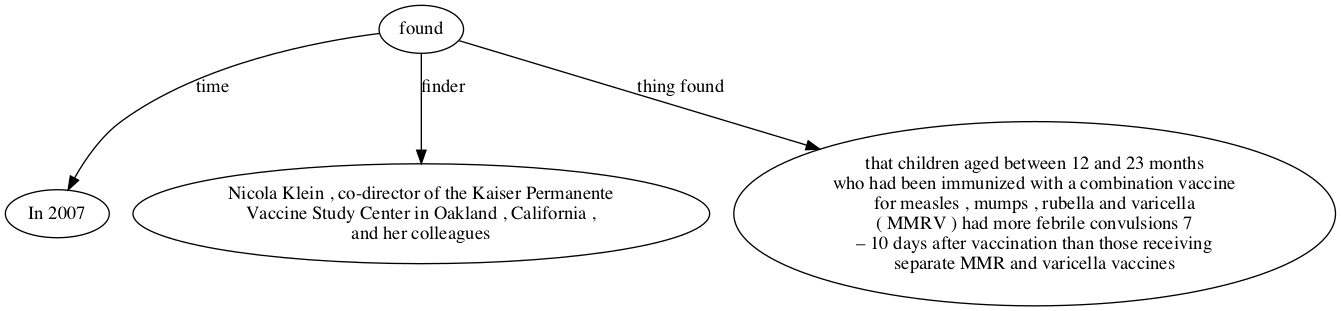 found
time
finder
thing found
In 2007
Nicola Klein , co-director of the Kaiser Permanente
Vaccine Study Center in Oakland , California ,
and her colleagues
that children aged between 12 and 23 months
who had been immunized with a combination vaccine
for measles , mumps , rubella and varicella
( MMRV ) had more febrile convulsions 7
– 10 days after vaccination than those receiving
separate MMR and varicella vaccines